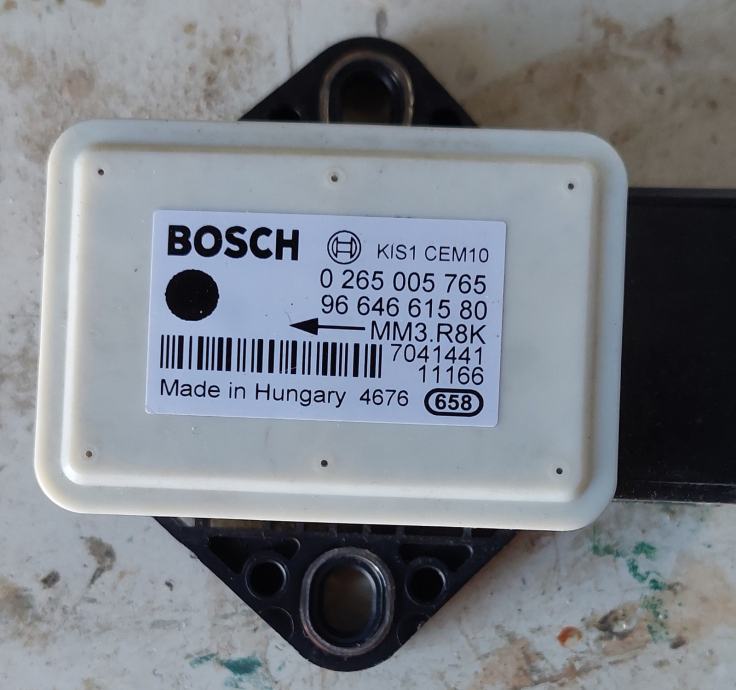 BOSCH KIS1 CEM10
0 265 005 765
96 646 615 80
MM3.R8K
7041441
11166
Made in Hungary 4676 658